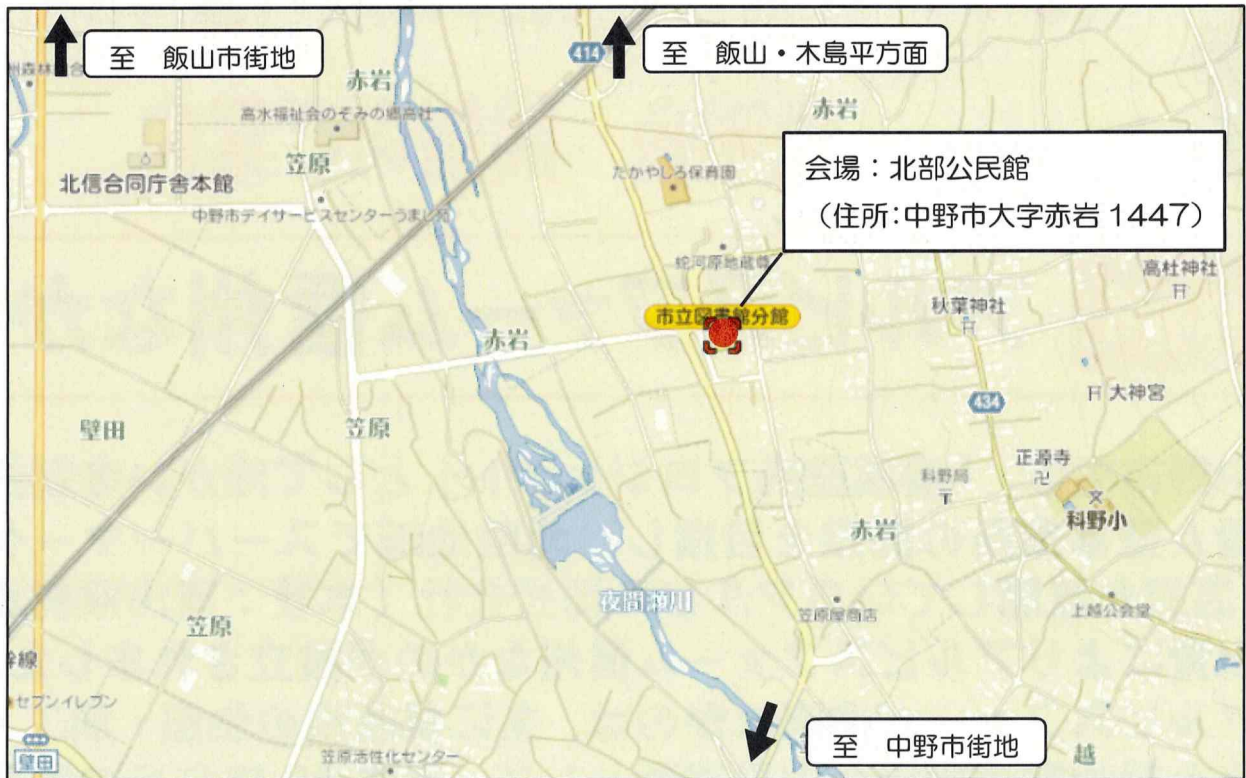 至 飯山市街地
414
至 飯山・木島平方面
赤岩
赤岩
高水福祉会のぞみの郷高社
笠原
たかやしろ保育園
会場:北部公民館
(住所:中野市大字赤岩1447)
北信合同庁舎本館
中野市デイサービスセンターうまし苑
蛇河原地蔵尊
高杜神社
秋葉神社
市立図書館分館
赤岩
434
大神宮
壁田
笠原
正源寺
科野局
科野小
赤岩
夜間瀬川
笠原屋商店
上越公会堂
笠原
セブンイレブン
至 中野市街地
越
笠原活性化センター
壁田